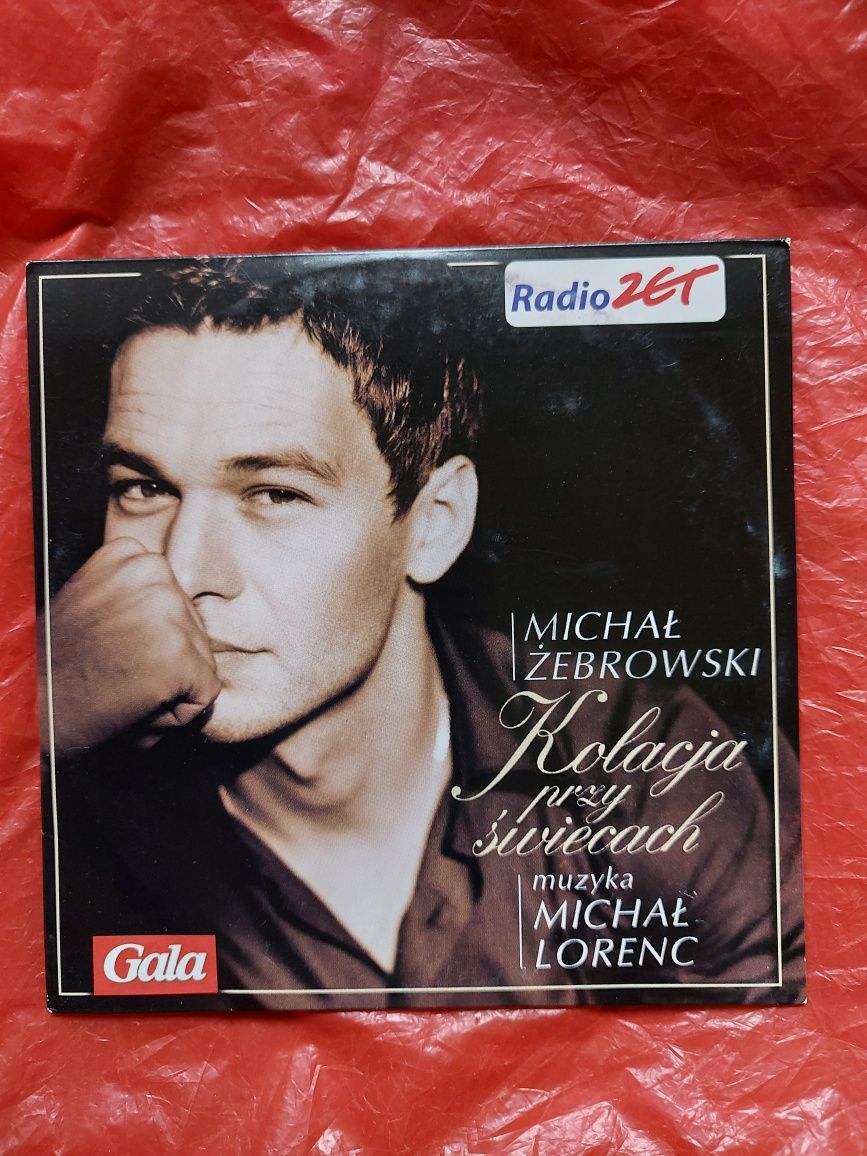 Radio ZET
MICHAŁ
ŻEBROWSKI
Kolacja
przy
świecach
muzyka
MICHAŁ
LORENC
Gala